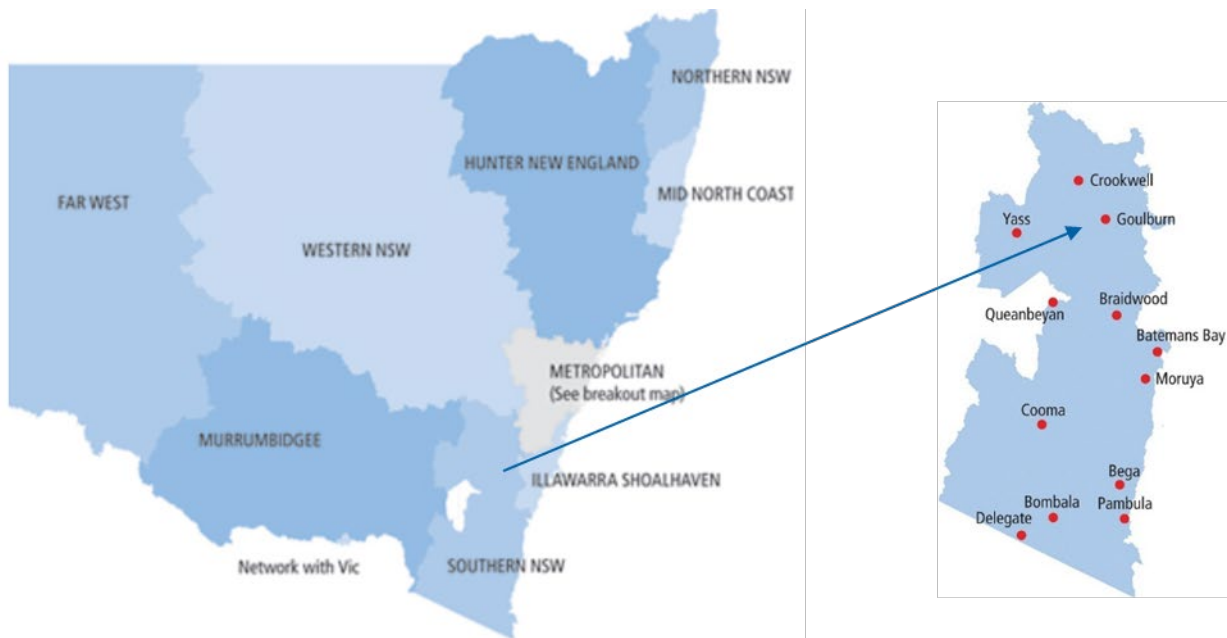 NORTHERN NSW
HUNTER NEW ENGLAND
MID NORTH COAST
FAR WEST
WESTERN NSW
METROPOLITAN
(See breakout map)
MURRUMBIDGEE
ILLAWARRA SHOALHAVEN
Network with Vic
SOUTHERN NSW
Crookwell
Yass
Goulburn
Queanbeyan
Braidwood
Batemans Bay
Moruya
Cooma
Bega
Bombala
Pambula
Delegate